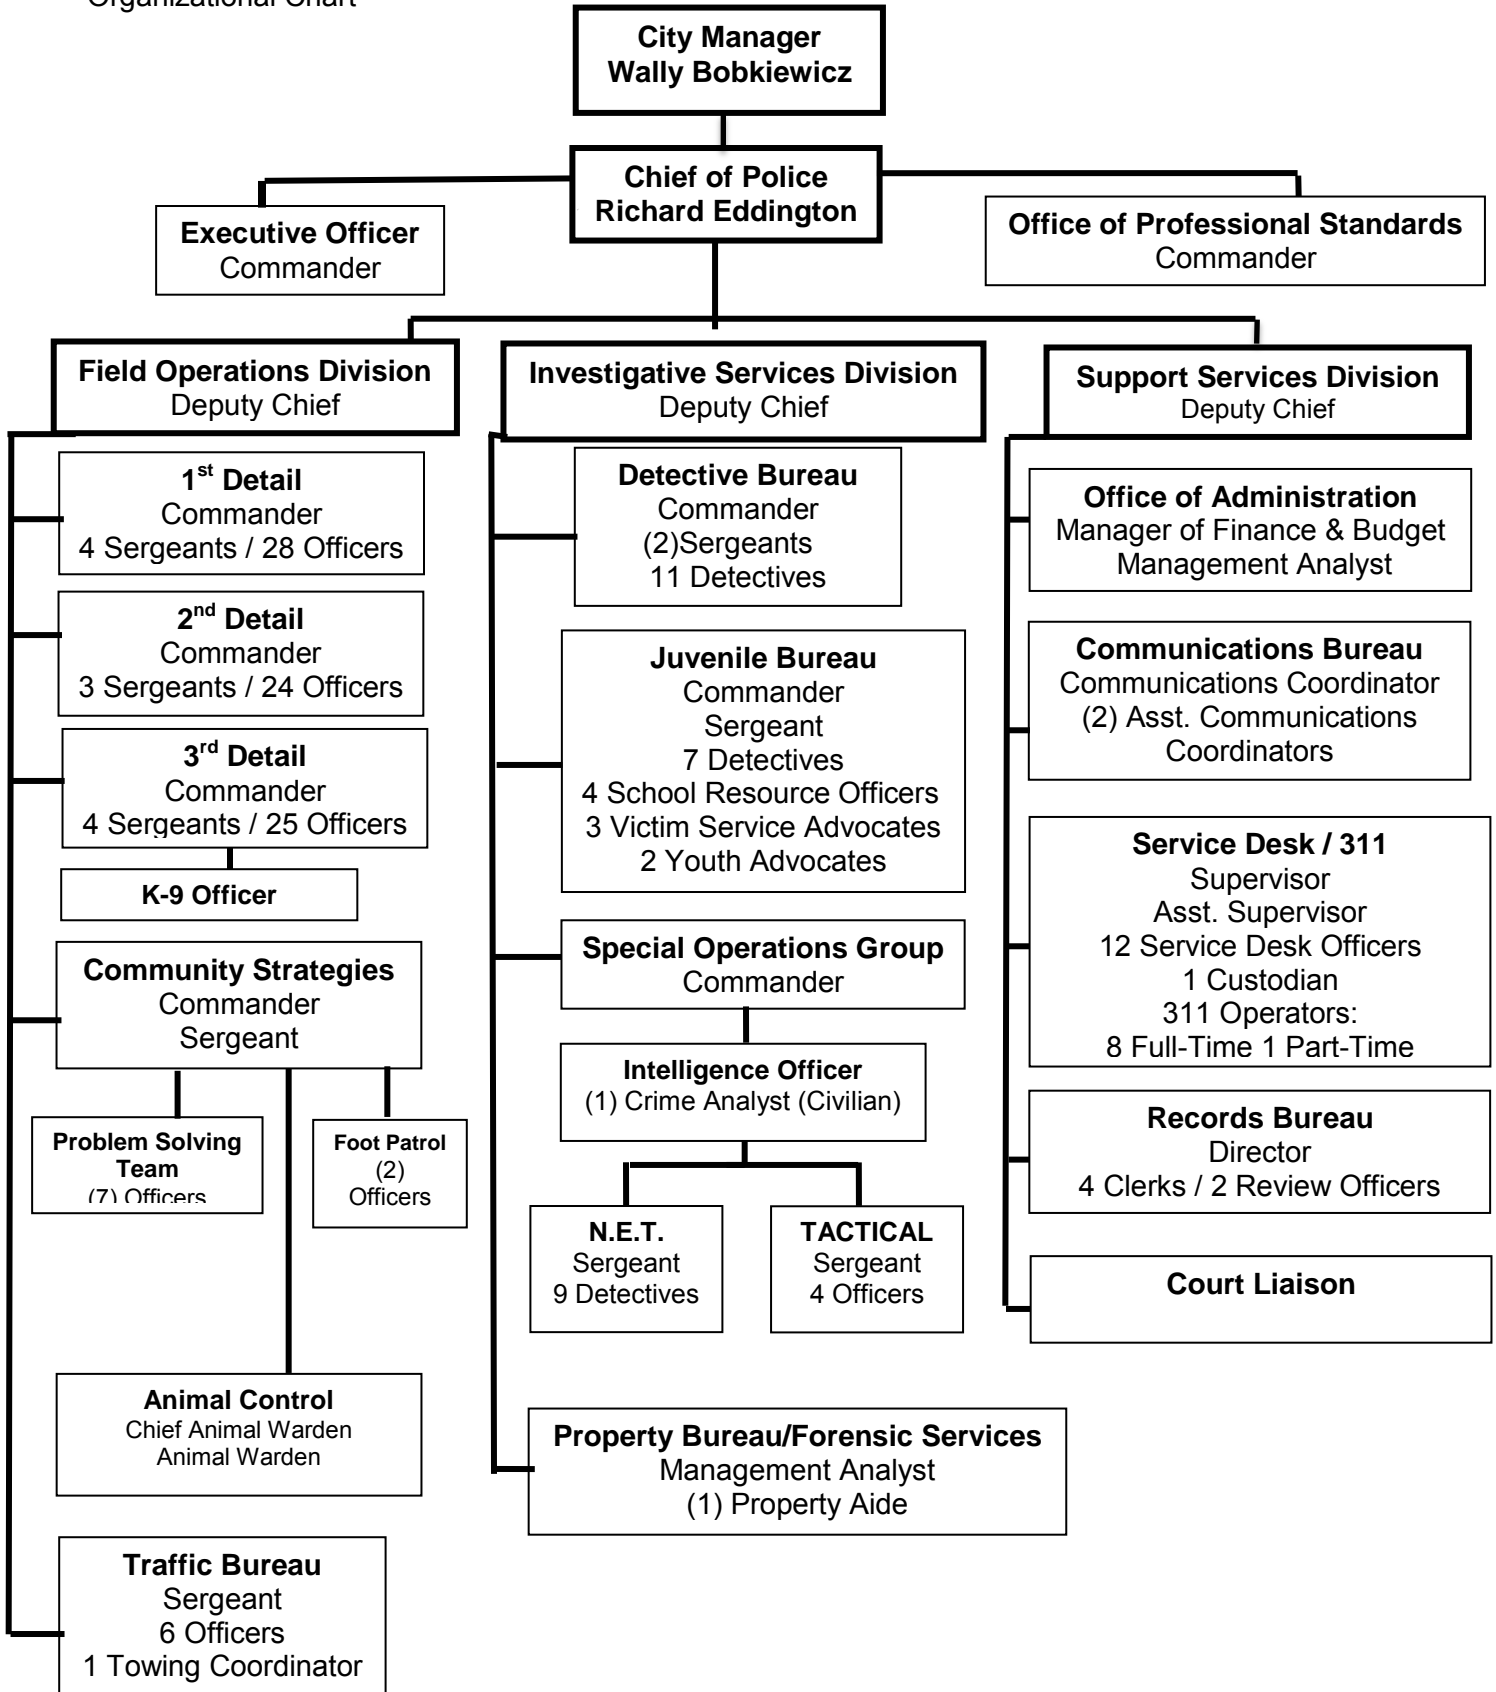 Organizational Chart
City Manager
Wally Bobkiewicz
Chief of Police
Richard Eddington
Executive Officer
Commander
Office of Professional Standards
Commander
Field Operations Division
Deputy Chief
1st Detail
Commander
4 Sergeants / 28 Officers
2nd Detail
Commander
3 Sergeants / 24 Officers
3rd Detail
Commander
4 Sergeants / 25 Officers
K-9 Officer
Community Strategies
Commander
Sergeant
Problem Solving
Team
(7) Officers
Foot Patrol
(2)
Officers
Animal Control
Chief Animal Warden
Animal Warden
Traffic Bureau
Sergeant
6 Officers
1 Towing Coordinator
Investigative Services Division
Deputy Chief
Detective Bureau
Commander
(2)Sergeants
11 Detectives
Juvenile Bureau
Commander
Sergeant
7 Detectives
4 School Resource Officers
3 Victim Service Advocates
2 Youth Advocates
Special Operations Group
Commander
Intelligence Officer
(1) Crime Analyst (Civilian)
N.E.T.
Sergeant
9 Detectives
TACTICAL
Sergeant
4 Officers
Property Bureau/Forensic Services
Management Analyst
(1) Property Aide
Support Services Division
Deputy Chief
Office of Administration
Manager of Finance & Budget
Management Analyst
Communications Bureau
Communications Coordinator
(2) Asst. Communications
Coordinators
Service Desk / 311
Supervisor
Asst. Supervisor
12 Service Desk Officers
1 Custodian
311 Operators:
8 Full-Time 1 Part-Time
Records Bureau
Director
4 Clerks / 2 Review Officers
Court Liaison